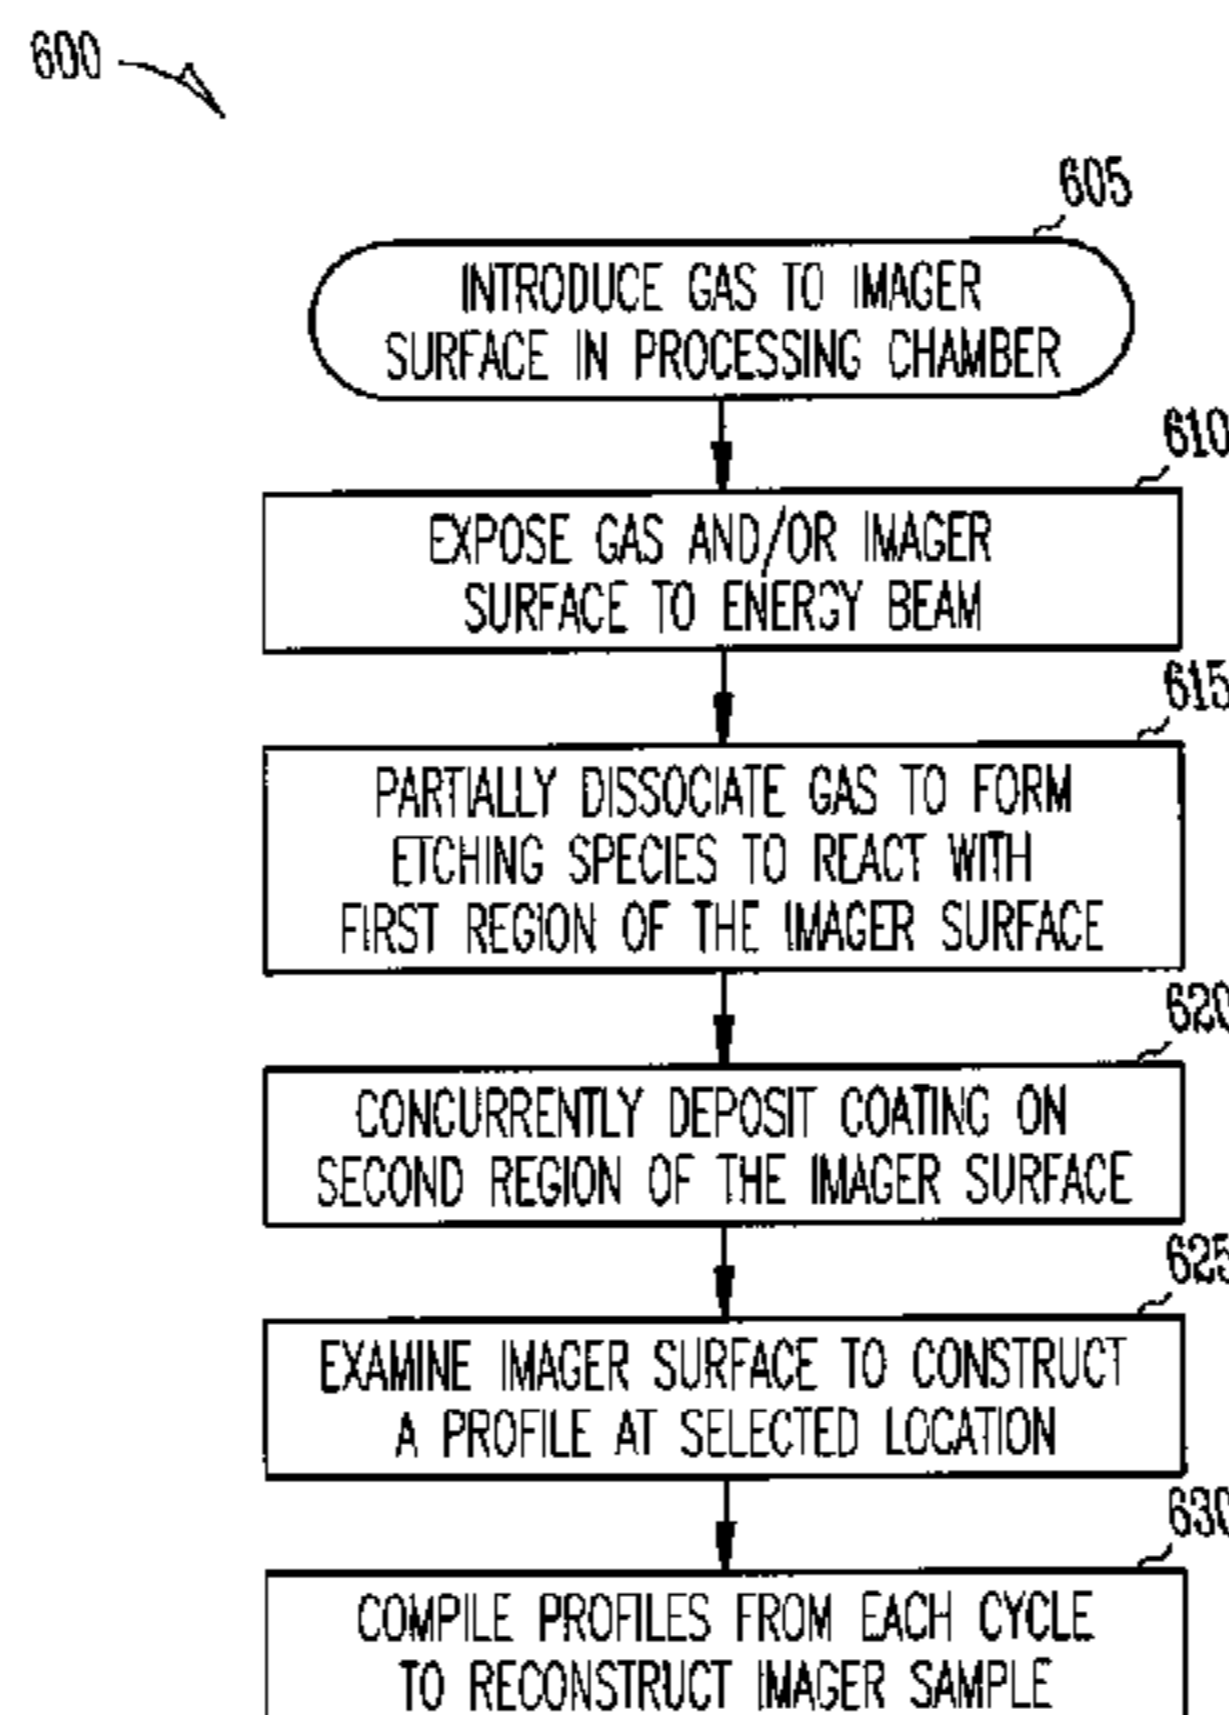 600
605
INTRODUCE GAS TO IMAGER
SURFACE IN PROCESSING CHAMBER
610
EXPOSE GAS AND/OR IMAGER
SURFACE TO ENERGY BEAM
615
PARTIALLY DISSOCIATE GAS TO FORM
ETCHING SPECIES TO REACT WITH
FIRST REGION OF THE IMAGER SURFACE
620
CONCURRENTLY DEPOSIT COATING ON
SECOND REGION OF THE IMAGER SURFACE
625
EXAMINE IMAGER SURFACE TO CONSTRUCT
A PROFILE AT SELECTED LOCATION
630
COMPILE PROFILES FROM EACH CYCLE
TO RECONSTRUCT IMAGER SAMPLE